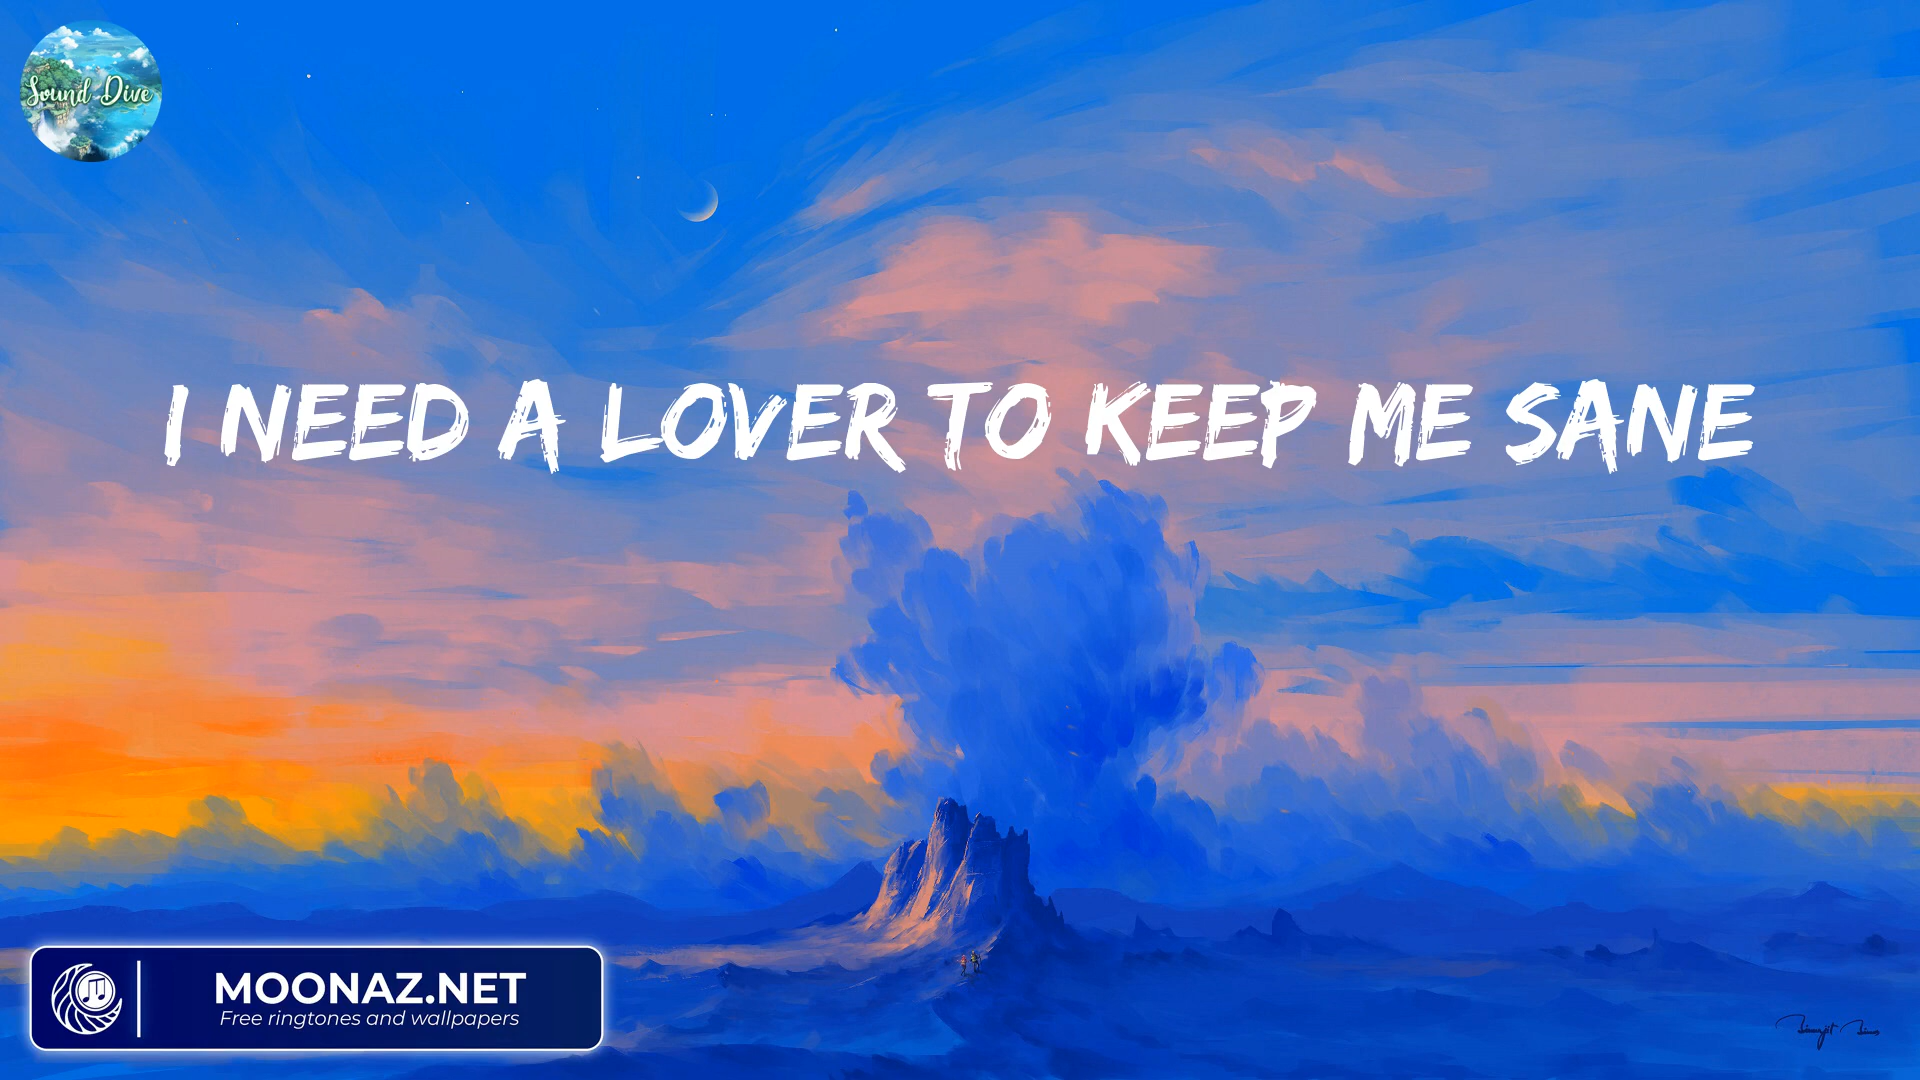 Sound Dive
I NEED A LOVER TO KEEP ME SANE
MOONAZ.NET
Free ringtones and wallpapers